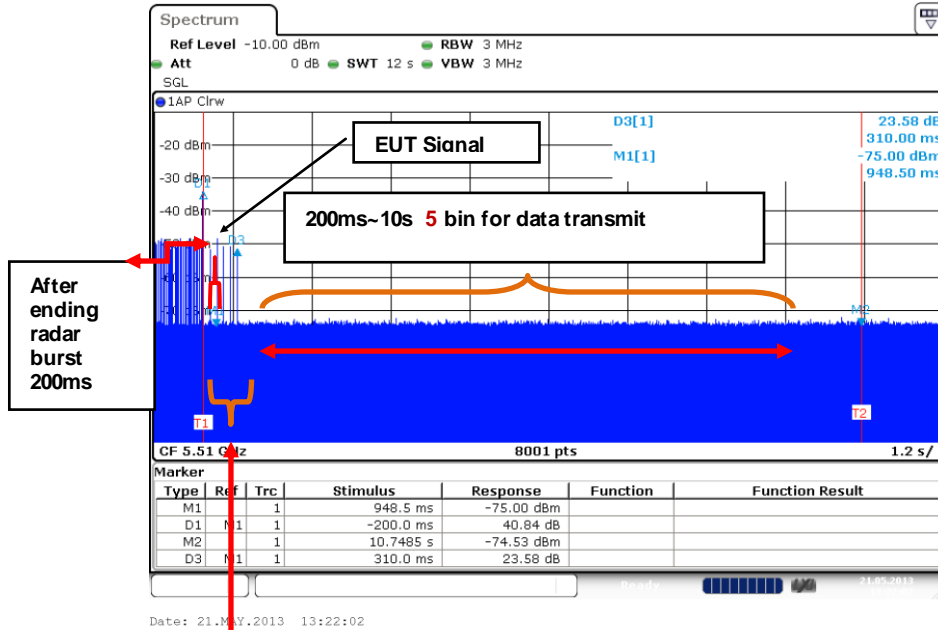 Spectrum
Ref Level -10.00 dBm RBW 3 MHz
Att 0 dB SWT 12 s VBW 3 MHz
SGL
1AP Clrw
D3[1] 23.58 dB
310.00 ms
M1[1] -75.00 dBm
948.50 ms
-20 dBm
-30 dBm
-40 dBm
D1
D3
M2
EUT Signal
200ms~10s 5 bin for data transmit
After
ending
radar
burst
200ms
T1
T2
CF 5.51 GHz 8001 pts 1.2 s/
Marker
Type Ref Trc Stimulus Response Function Function Result
M1 1 948.5 ms -75.00 dBm
D1 M1 1 -200.0 ms 40.84 dB
M2 1 10.7485 s -74.53 dBm
D3 M1 1 310.0 ms 23.58 dB
Ready
21.05.2013
Date: 21.MAY.2013 13:22:02